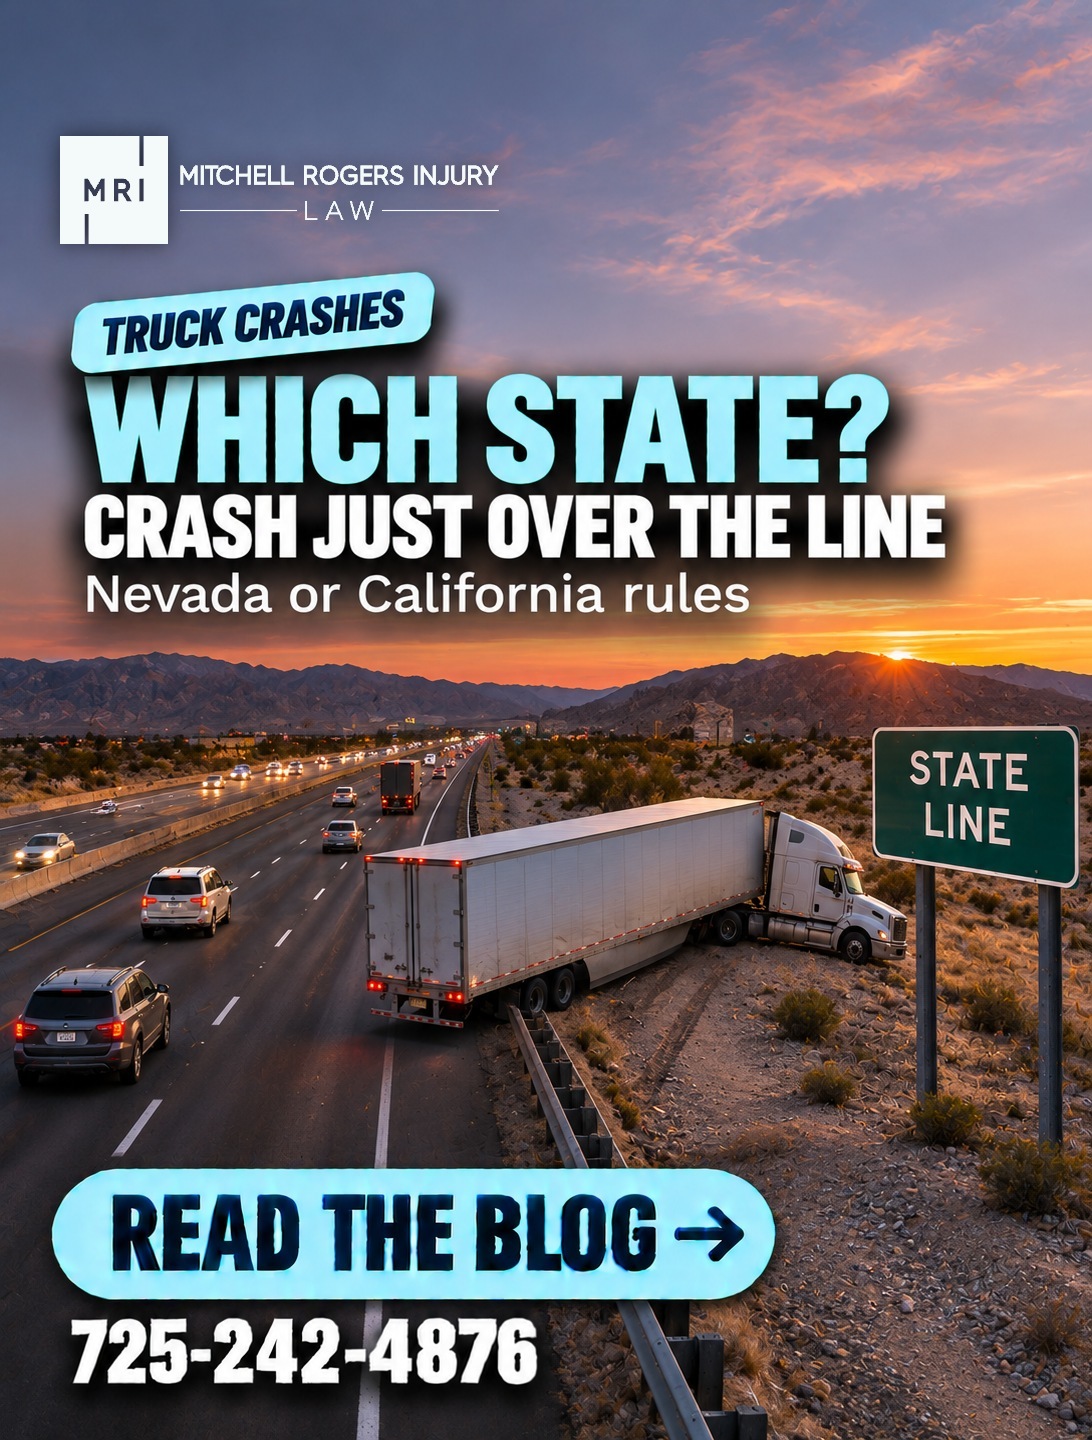 MRI
MITCHELL ROGERS INJURY
LAW
TRUCK CRASHES
WHICH STATE?
CRASH JUST OVER THE LINE
Nevada or California rules
STATE
LINE
READ THE BLOG →
725-242-4876